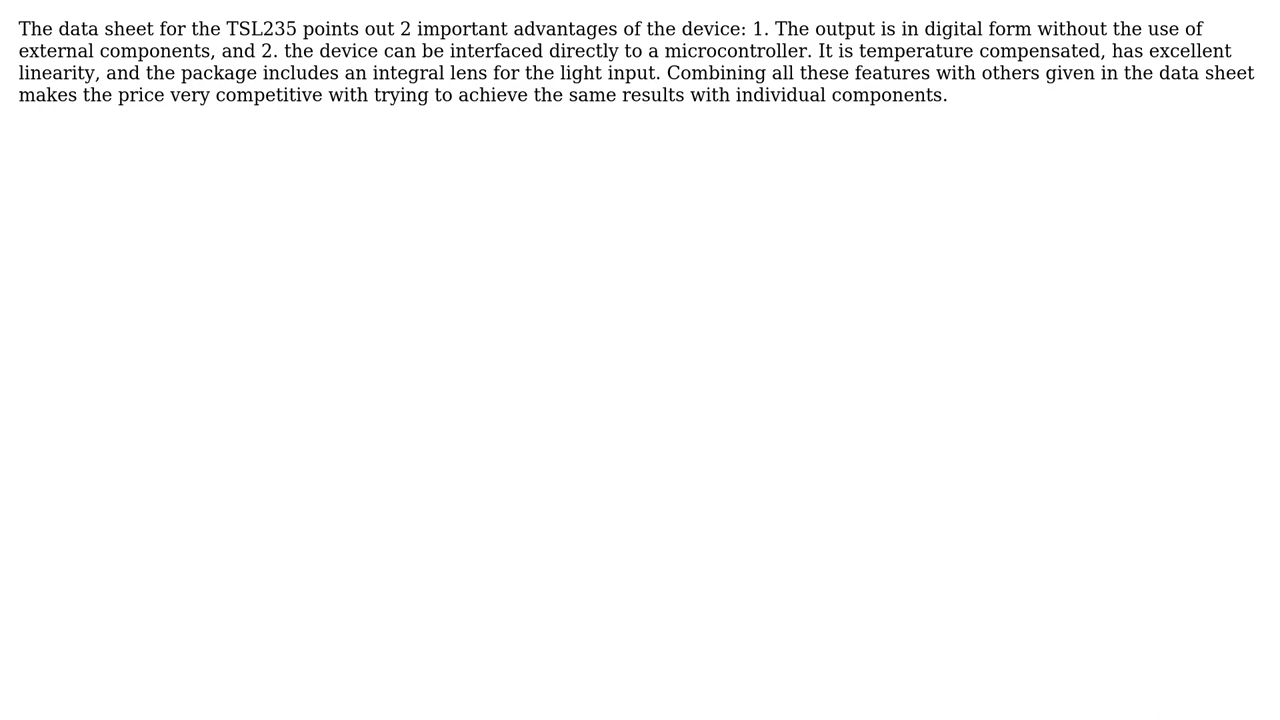 The data sheet for the TSL235 points out 2 important advantages of the device: 1. The output is in digital form without the use of
external components, and 2. the device can be interfaced directly to a microcontroller. It is temperature compensated, has excellent
linearity, and the package includes an integral lens for the light input. Combining all these features with others given in the data sheet
makes the price very competitive with trying to achieve the same results with individual components.